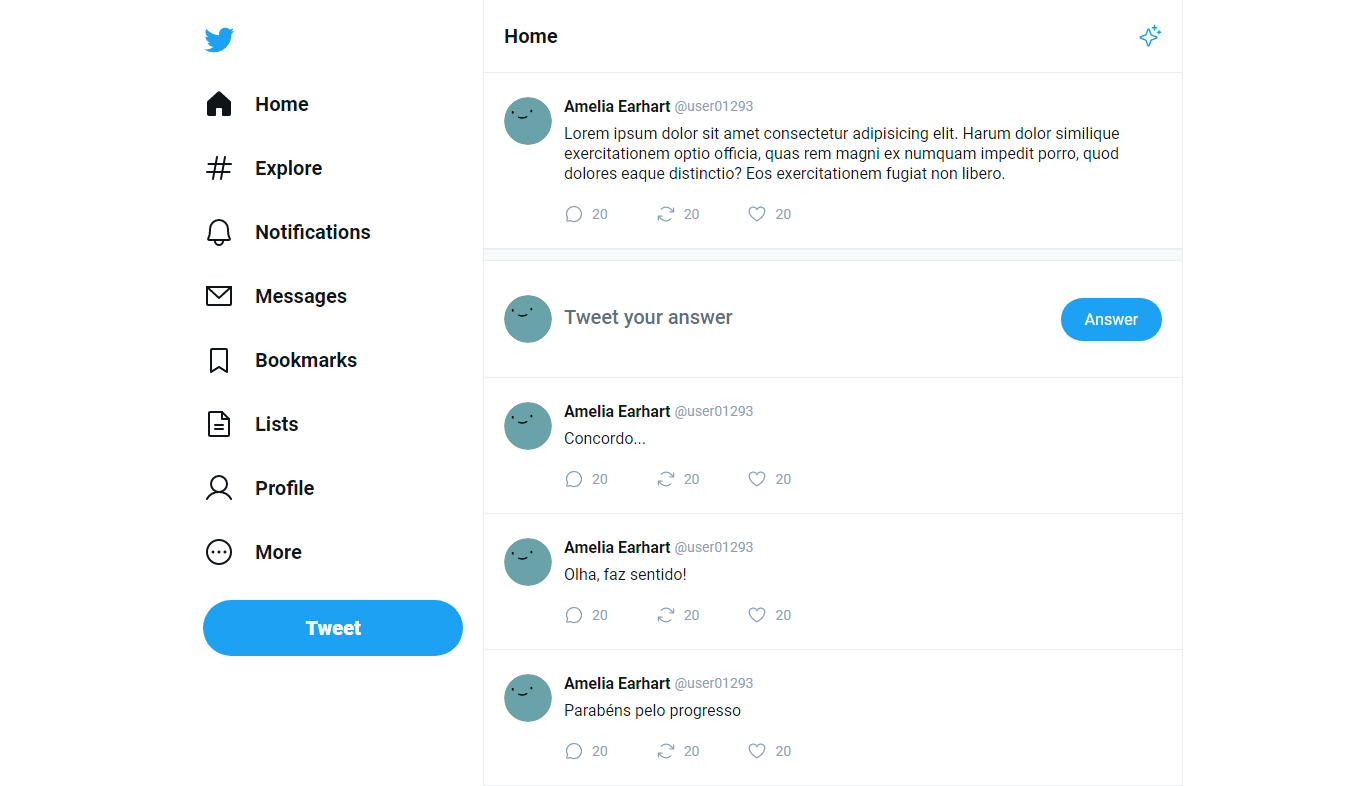 Home
Explore
Notifications
Messages
Bookmarks
Lists
Profile
More
Tweet
Home
Amelia Earhart @user01293
Lorem ipsum dolor sit amet consectetur adipisicing elit. Harum dolor similique
exercitationem optio officia, quas rem magni ex numquam impedit porro, quod
dolores eaque distinctio? Eos exercitationem fugiat non libero.
20 20 20
Tweet your answer Answer
Amelia Earhart @user01293
Concordo...
20 20 20
Amelia Earhart @user01293
Olha, faz sentido!
20 20 20
Amelia Earhart @user01293
Parabéns pelo progresso
20 20 20